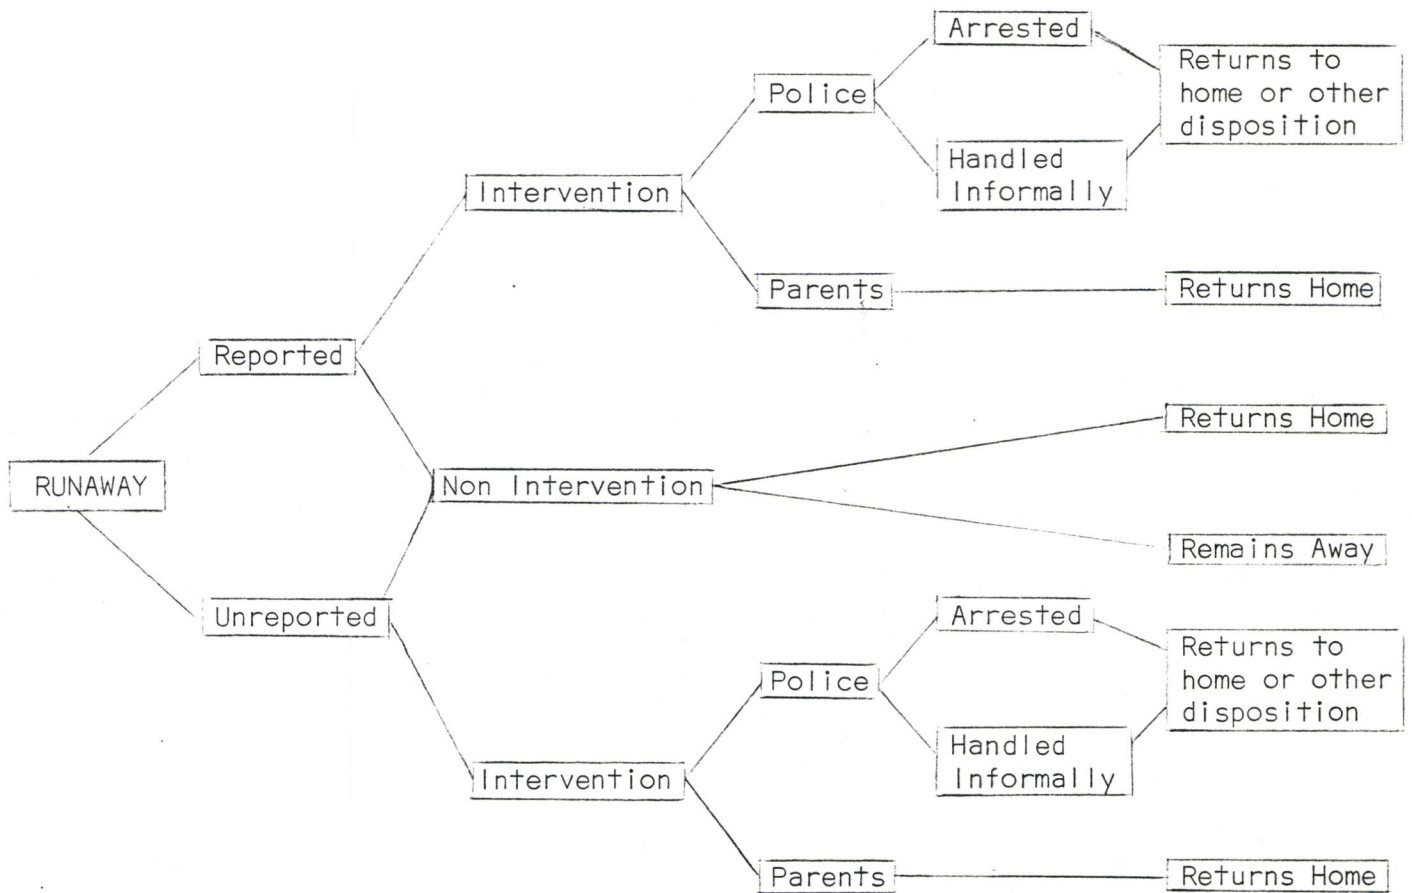 Arrested
Returns to
home or other
disposition
Police
Handled
Informally
Intervention
Parents
Returns Home
Reported
Returns Home
RUNAWAY
Non Intervention
Remains Away
Unreported
Arrested
Returns to
home or other
disposition
Police
Handled
Informally
Intervention
Parents
Returns Home